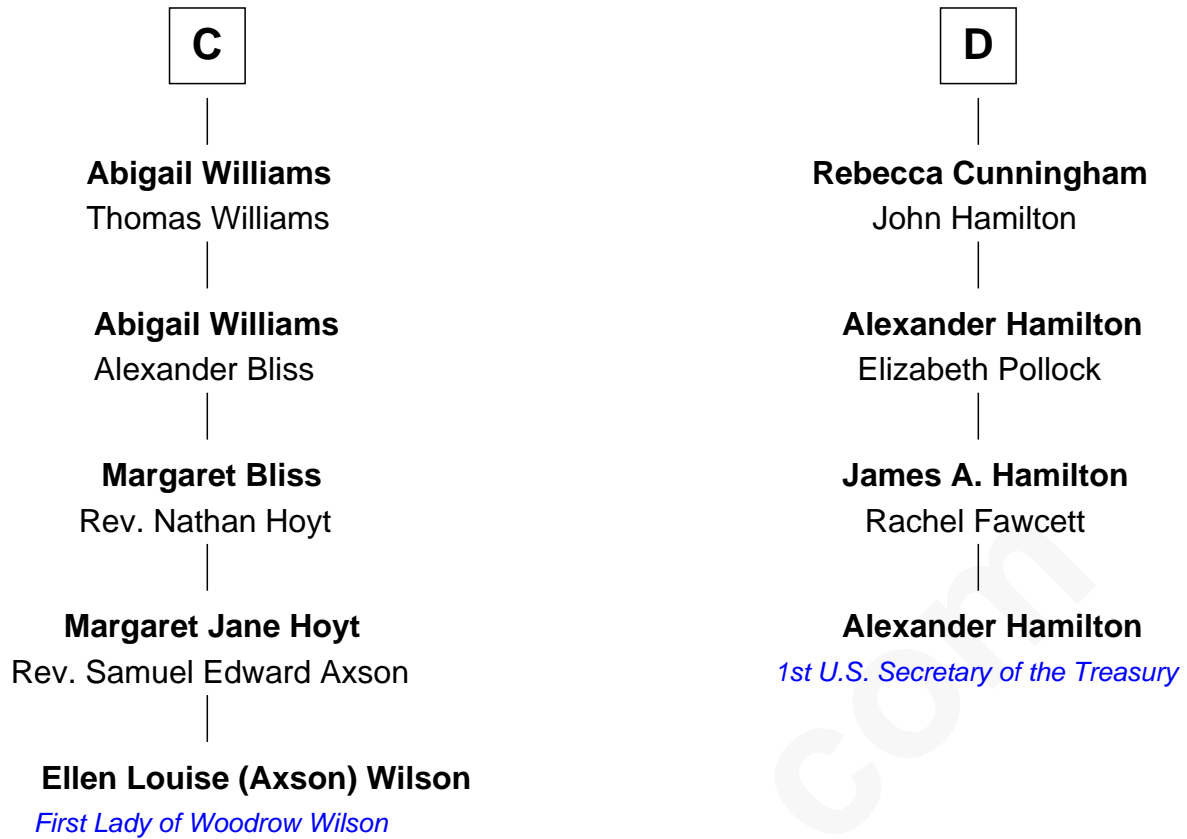 C
Abigail Williams
Thomas Williams
Abigail Williams
Alexander Bliss
Margaret Bliss
Rev. Nathan Hoyt
Margaret Jane Hoyt
Rev. Samuel Edward Axson
Ellen Louise (Axson) Wilson
First Lady of Woodrow Wilson
D
Rebecca Cunningham
John Hamilton
Alexander Hamilton
Elizabeth Pollock
James A. Hamilton
Rachel Fawcett
Alexander Hamilton
1st U.S. Secretary of the Treasury
com